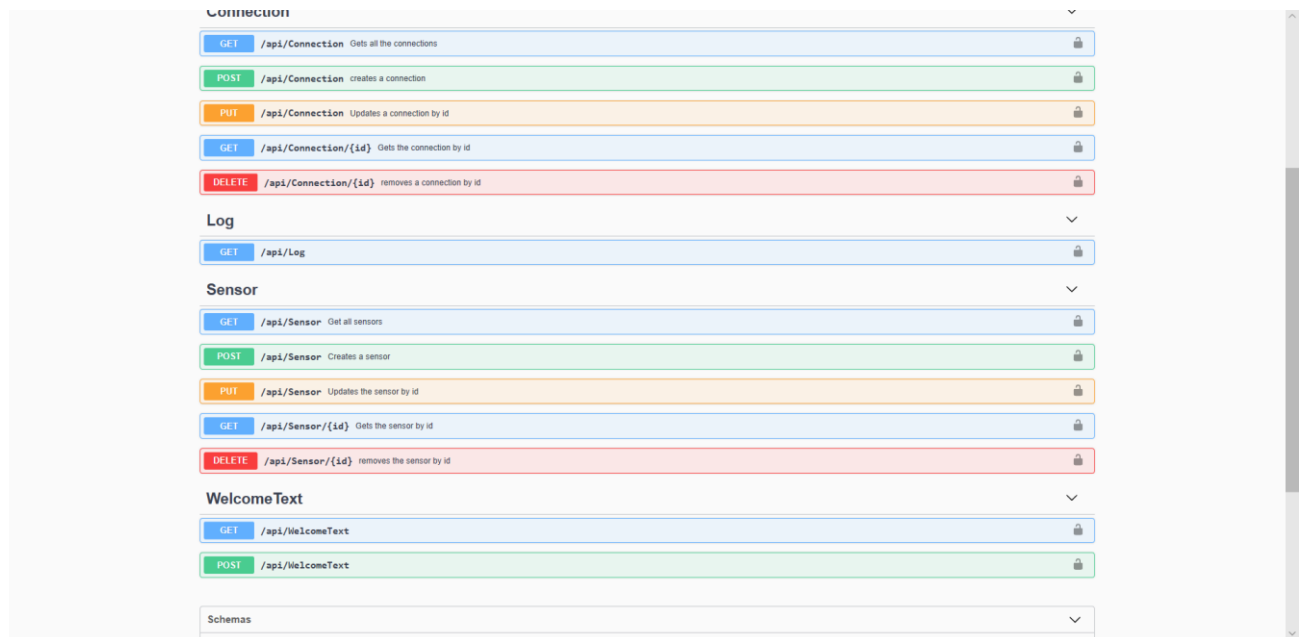 Connection
GET /api/Connection Gets all the connections
POST /api/Connection creates a connection
PUT /api/Connection Updates a connection by id
GET /api/Connection/{id} Gets the connection by id
DELETE /api/Connection/{id} removes a connection by id
Log
GET /api/Log
Sensor
GET /api/Sensor Get all sensors
POST /api/Sensor Creates a sensor
PUT /api/Sensor Updates the sensor by id
GET /api/Sensor/{id} Gets the sensor by id
DELETE /api/Sensor/{id} removes the sensor by id
WelcomeText
GET /api/WelcomeText
POST /api/WelcomeText
Schemas